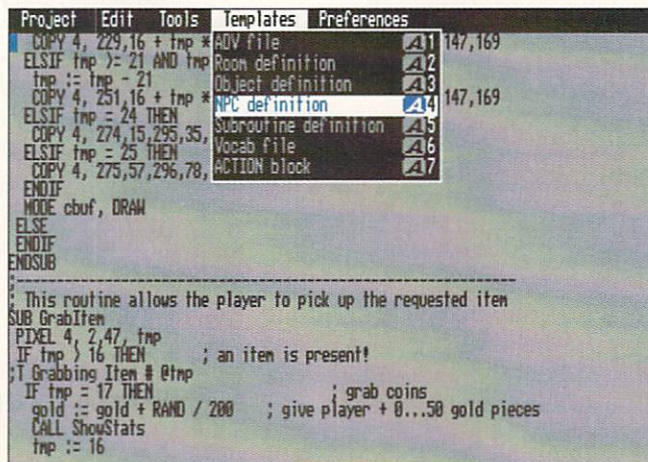 Project Edit Tools Templates Preferences
COPY 4, 229,16 + tmp *
ELSIF tmp >= 21 AND tmp
tmp := tmp - 21
COPY 4, 251,16 + tmp *
ELSIF tmp = 24 THEN
COPY 4, 274,15,295,35,
ELSIF tmp = 25 THEN
COPY 4, 275,57,296,78,
ENDIF
MODE cbuf, DRAW
ELSE
ENDIF
ENDSUB
ADV file A1 147,169
Room definition A2
Object definition A3
NPC definition A4 147,169
Subroutine definition A5
Vocab file A6
ACTION block A7
;-----------------------------------------------------------
; This routine allows the player to pick up the requested item
SUB GrabItem
PIXEL 4, 2,47, tmp
IF tmp > 16 THEN ; an item is present!
;T Grabbing Item # @tmp
IF tmp = 17 THEN ; grab coins
gold := gold + RAND / 200 ; give player + 0...50 gold pieces
CALL ShowStats
tmp := 16